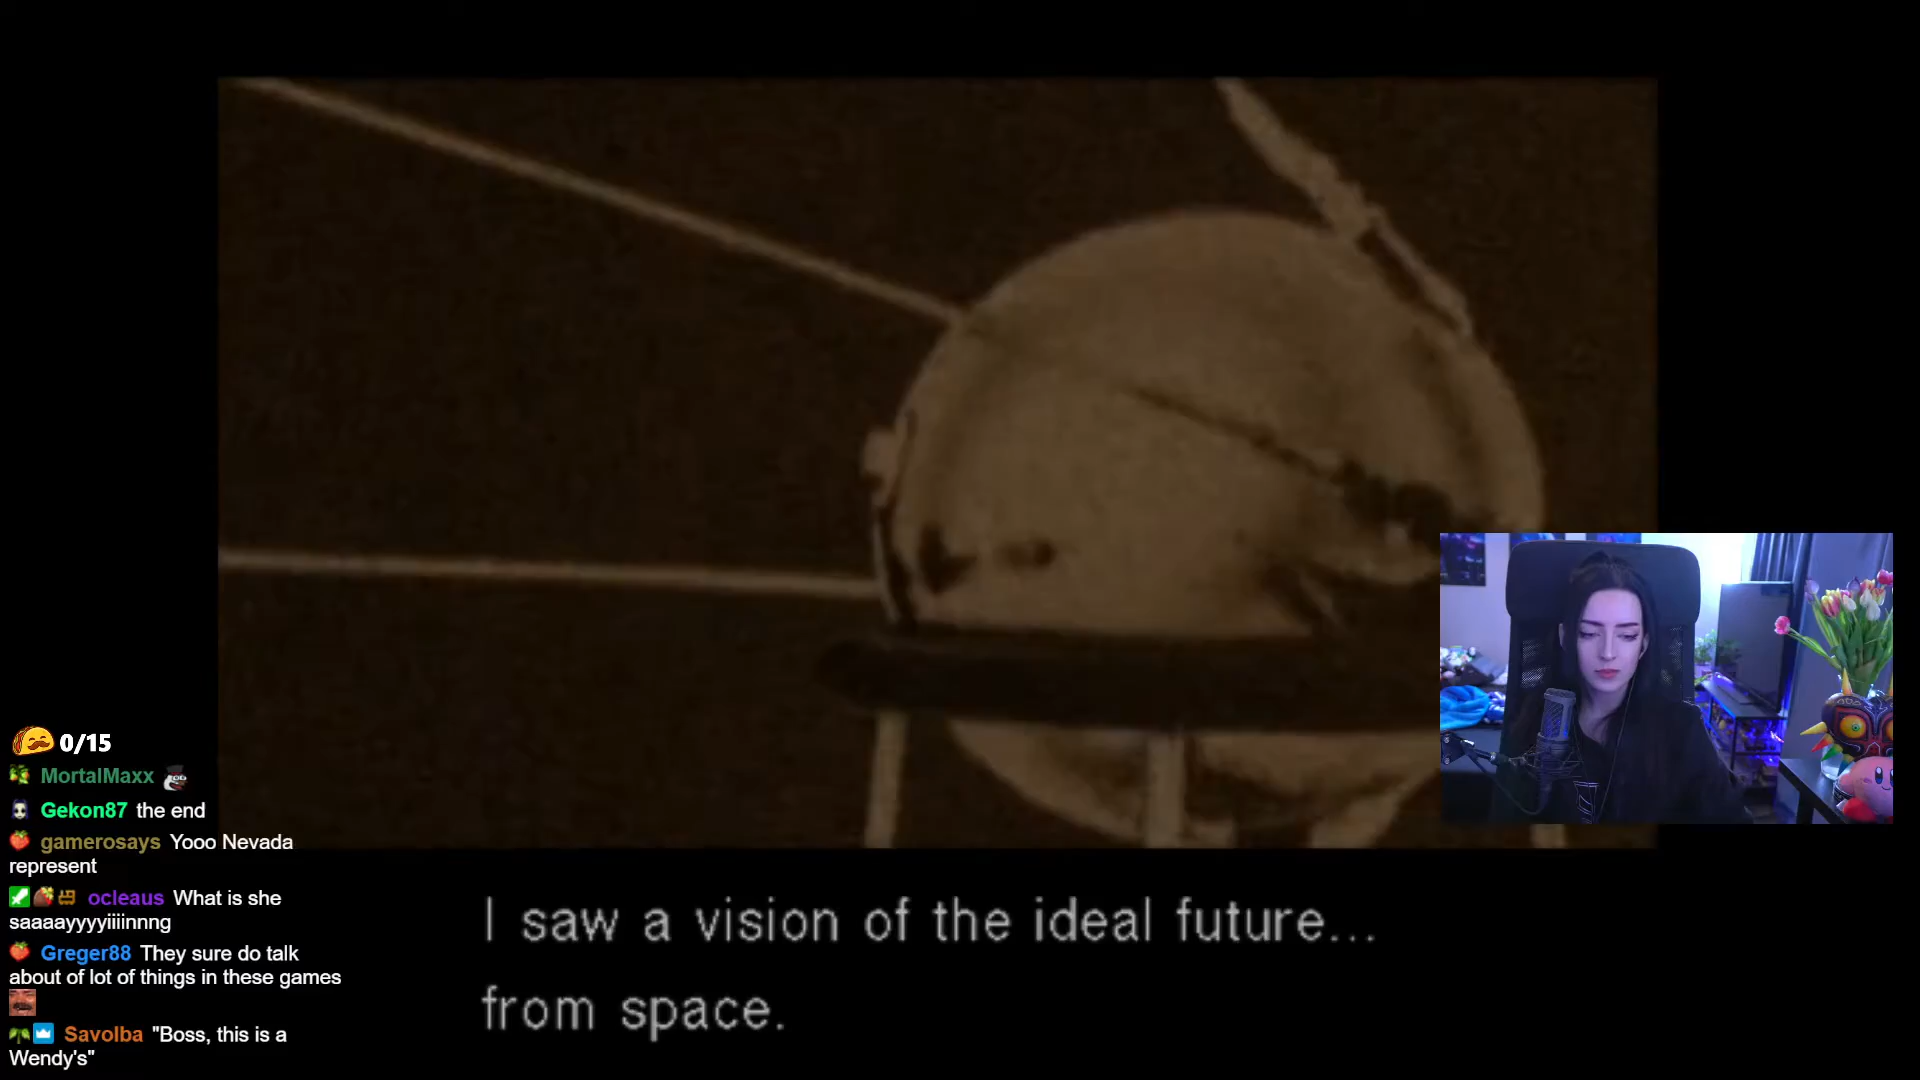 0/15
MortalMaxx
Gekon87 the end
gamerosays Yooo Nevada
represent
ocleaus What is she
saaaayyyyiiiinnng
Greger88 They sure do talk
about of lot of things in these games
Savolba "Boss, this is a
Wendy's"
I saw a vision of the ideal future...
from space.